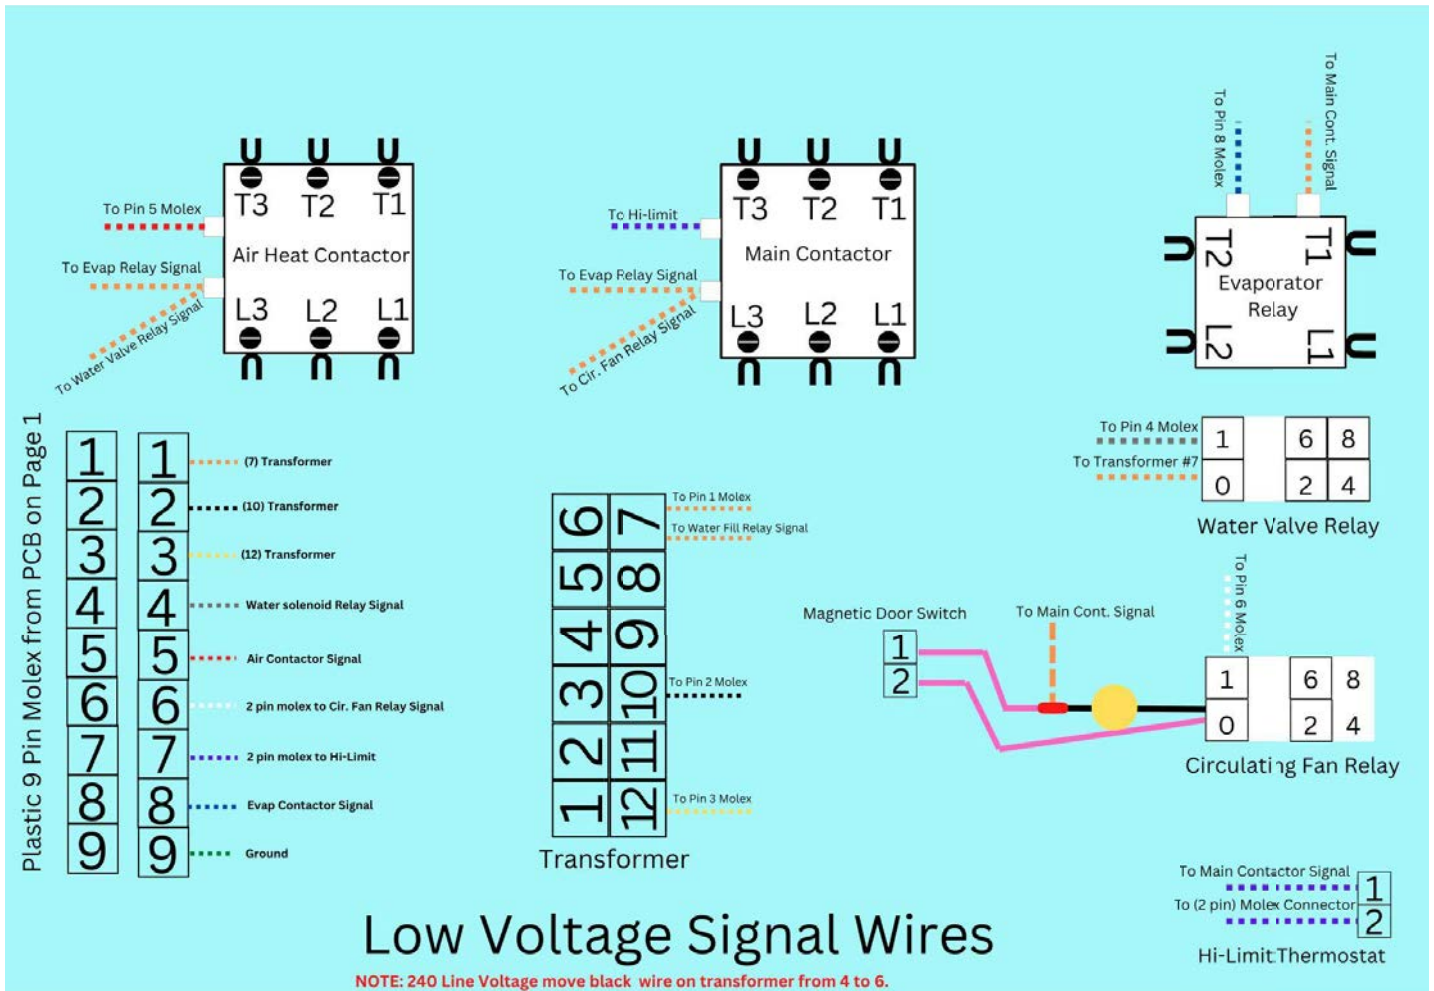 To Pin 8 Molex
To Main Cont. Signal
T3 T2 T1
Air Heat Contactor
L3 L2 L1
To Pin 5 Molex
To Evap Relay Signal
To Water Valve Relay Signal
T3 T2 T1
Main Contactor
L3 L2 L1
To Hi-limit
To Evap Relay Signal
To Cir. Fan Relay Signal
T2 T1
Evaporator
Relay
L2 L1
Plastic 9 Pin Molex from PCB on Page 1
1 1 (7) Transformer
2 2 (10) Transformer
3 3 (12) Transformer
4 4 Water solenoid Relay Signal
5 5 Air Contactor Signal
6 6 2 pin molex to Cir. Fan Relay Signal
7 7 2 pin molex to Hi-Limit
8 8 Evap Contactor Signal
9 9 Ground
6 7 To Pin 1 Molex
To Water Fill Relay Signal
5 8
4 9
3 10 To Pin 2 Molex
2 11
1 12 To Pin 3 Molex
Transformer
To Pin 4 Molex 1 6 8
To Transformer #7 0 2 4
Water Valve Relay
Magnetic Door Switch
1
2
To Main Cont. Signal
To Pin 6 Molex
1 6 8
0 2 4
Circulating Fan Relay
To Main Contactor Signal 1
To (2 pin) Molex Connector 2
Hi-Limit Thermostat
Low Voltage Signal Wires
NOTE: 240 Line Voltage move black wire on transformer from 4 to 6.